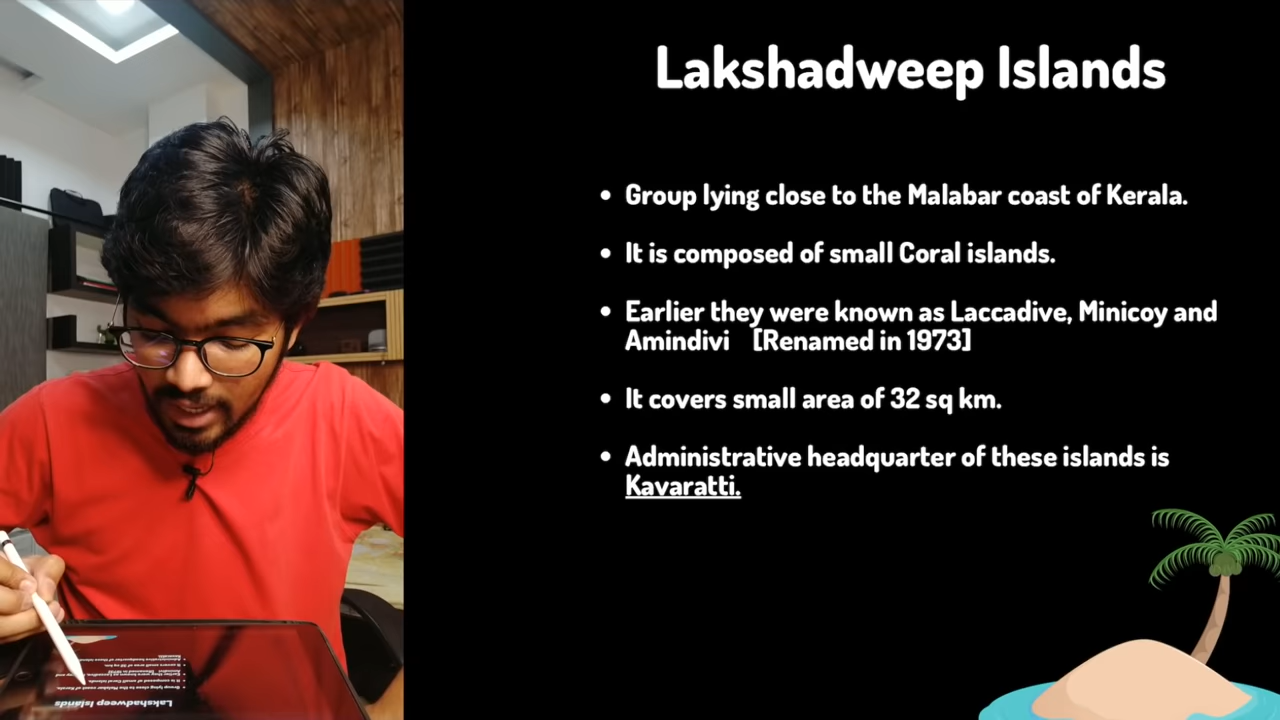 Lakshadweep Islands
• Group lying close to the Malabar coast of Kerala.
• It is composed of small Coral islands.
• Earlier they were known as Laccadive, Minicoy and
Amindivi [Renamed in 1973]
• It covers small area of 32 sq km.
• Administrative headquarter of these islands is
Kavaratti.
Lakshadweep Islands